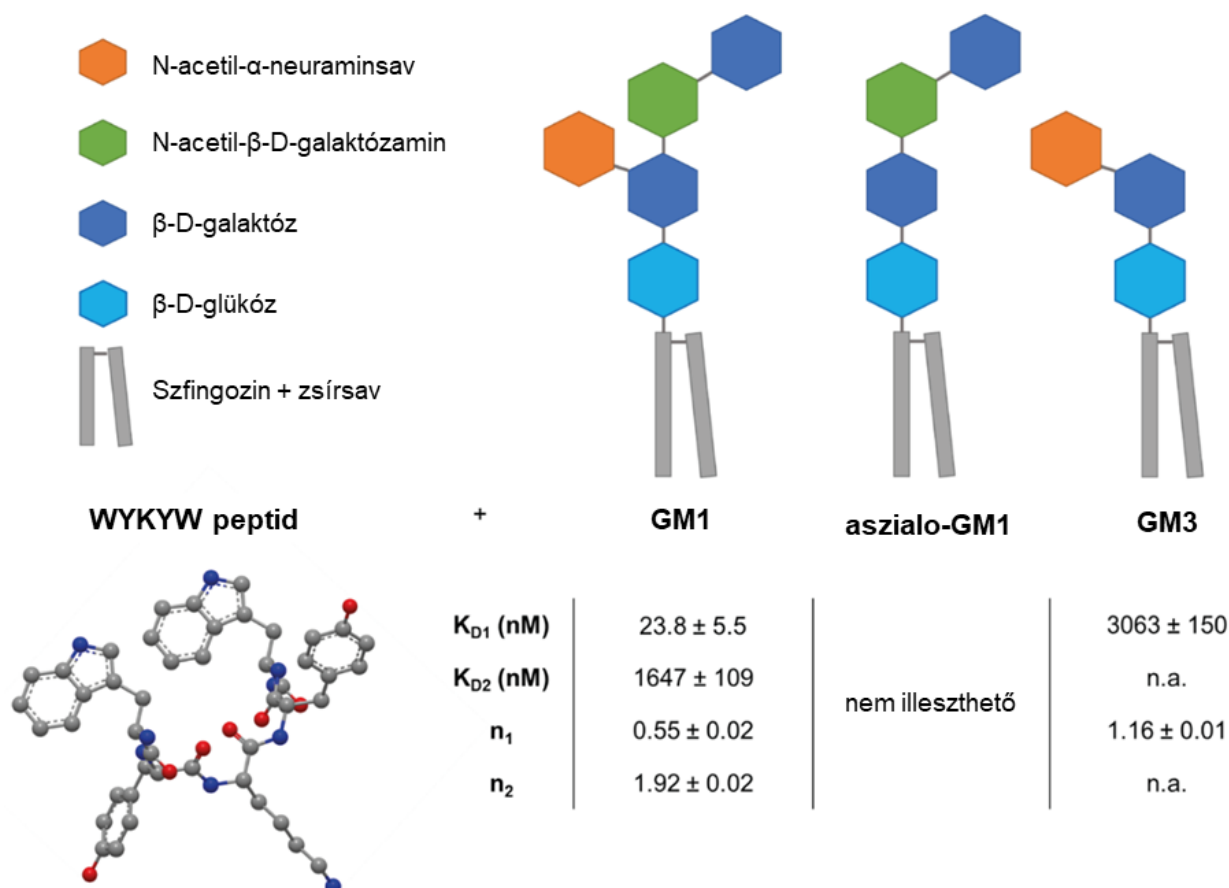 N-acetil-α-neuraminsav
N-acetil-β-D-galaktózamin
β-D-galaktóz
β-D-glükóz
Szfingozin + zsírsav
WYKYW peptid + GM1 aszialo-GM1 GM3
KD1 (nM) 23.8 ± 5.5 3063 ± 150
KD2 (nM) 1647 ± 109 nem illeszthető n.a.
n1 0.55 ± 0.02 1.16 ± 0.01
n2 1.92 ± 0.02 n.a.